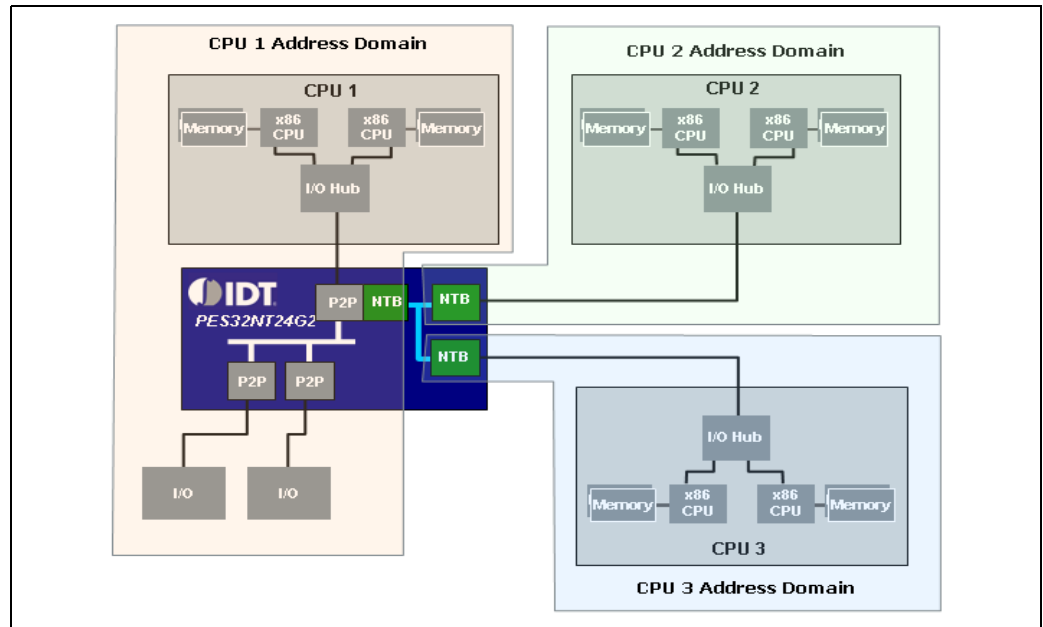 CPU 1 Address Domain
CPU 1
Memory
x86
CPU
x86
CPU
Memory
I/O Hub
CPU 2 Address Domain
CPU 2
Memory
x86
CPU
x86
CPU
Memory
I/O Hub
IDT
PES32NT24G2
P2P
NTB
NTB
NTB
P2P
P2P
I/O
I/O
I/O Hub
Memory
x86
CPU
x86
CPU
Memory
CPU 3
CPU 3 Address Domain